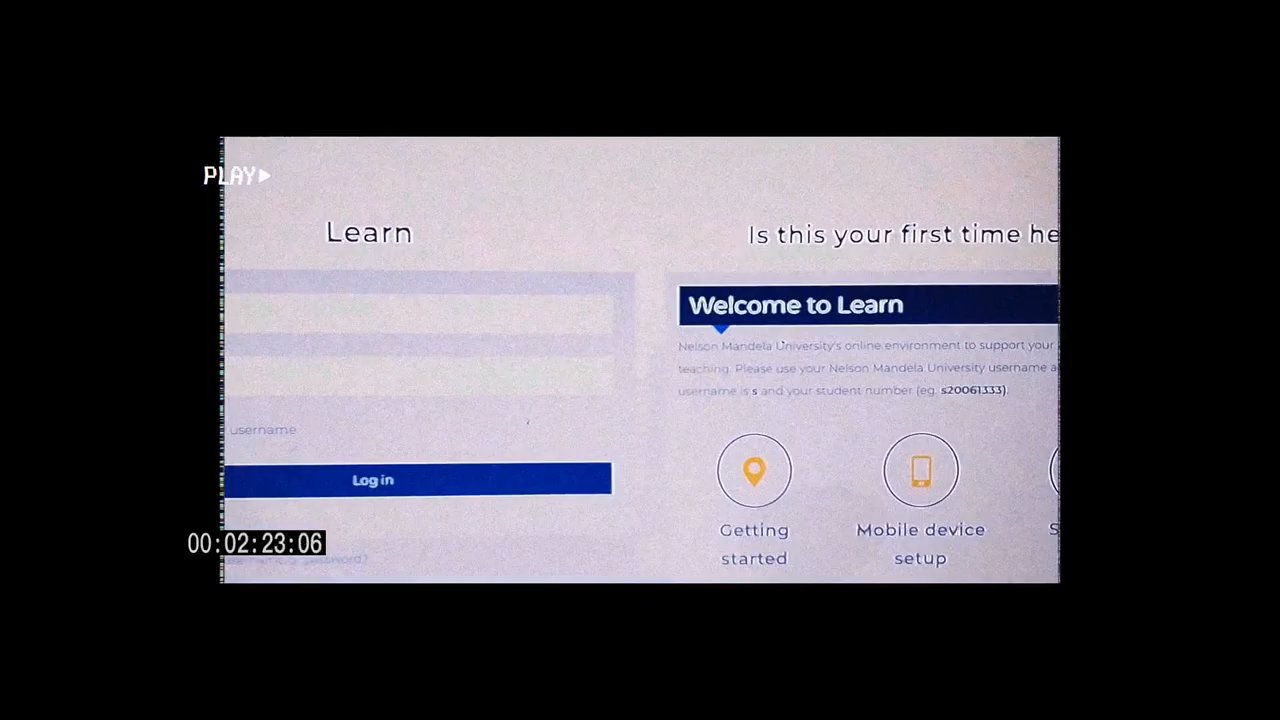 PLAY
Learn
Is this your first time he
Welcome to Learn
Nelson Mandela University's online environment to support your
teaching. Please use your Nelson Mandela University username a
username is s and your student number (eg. s20061333).
username
Log in
Getting
started
Mobile device
setup
S
00:02:23:06
password?